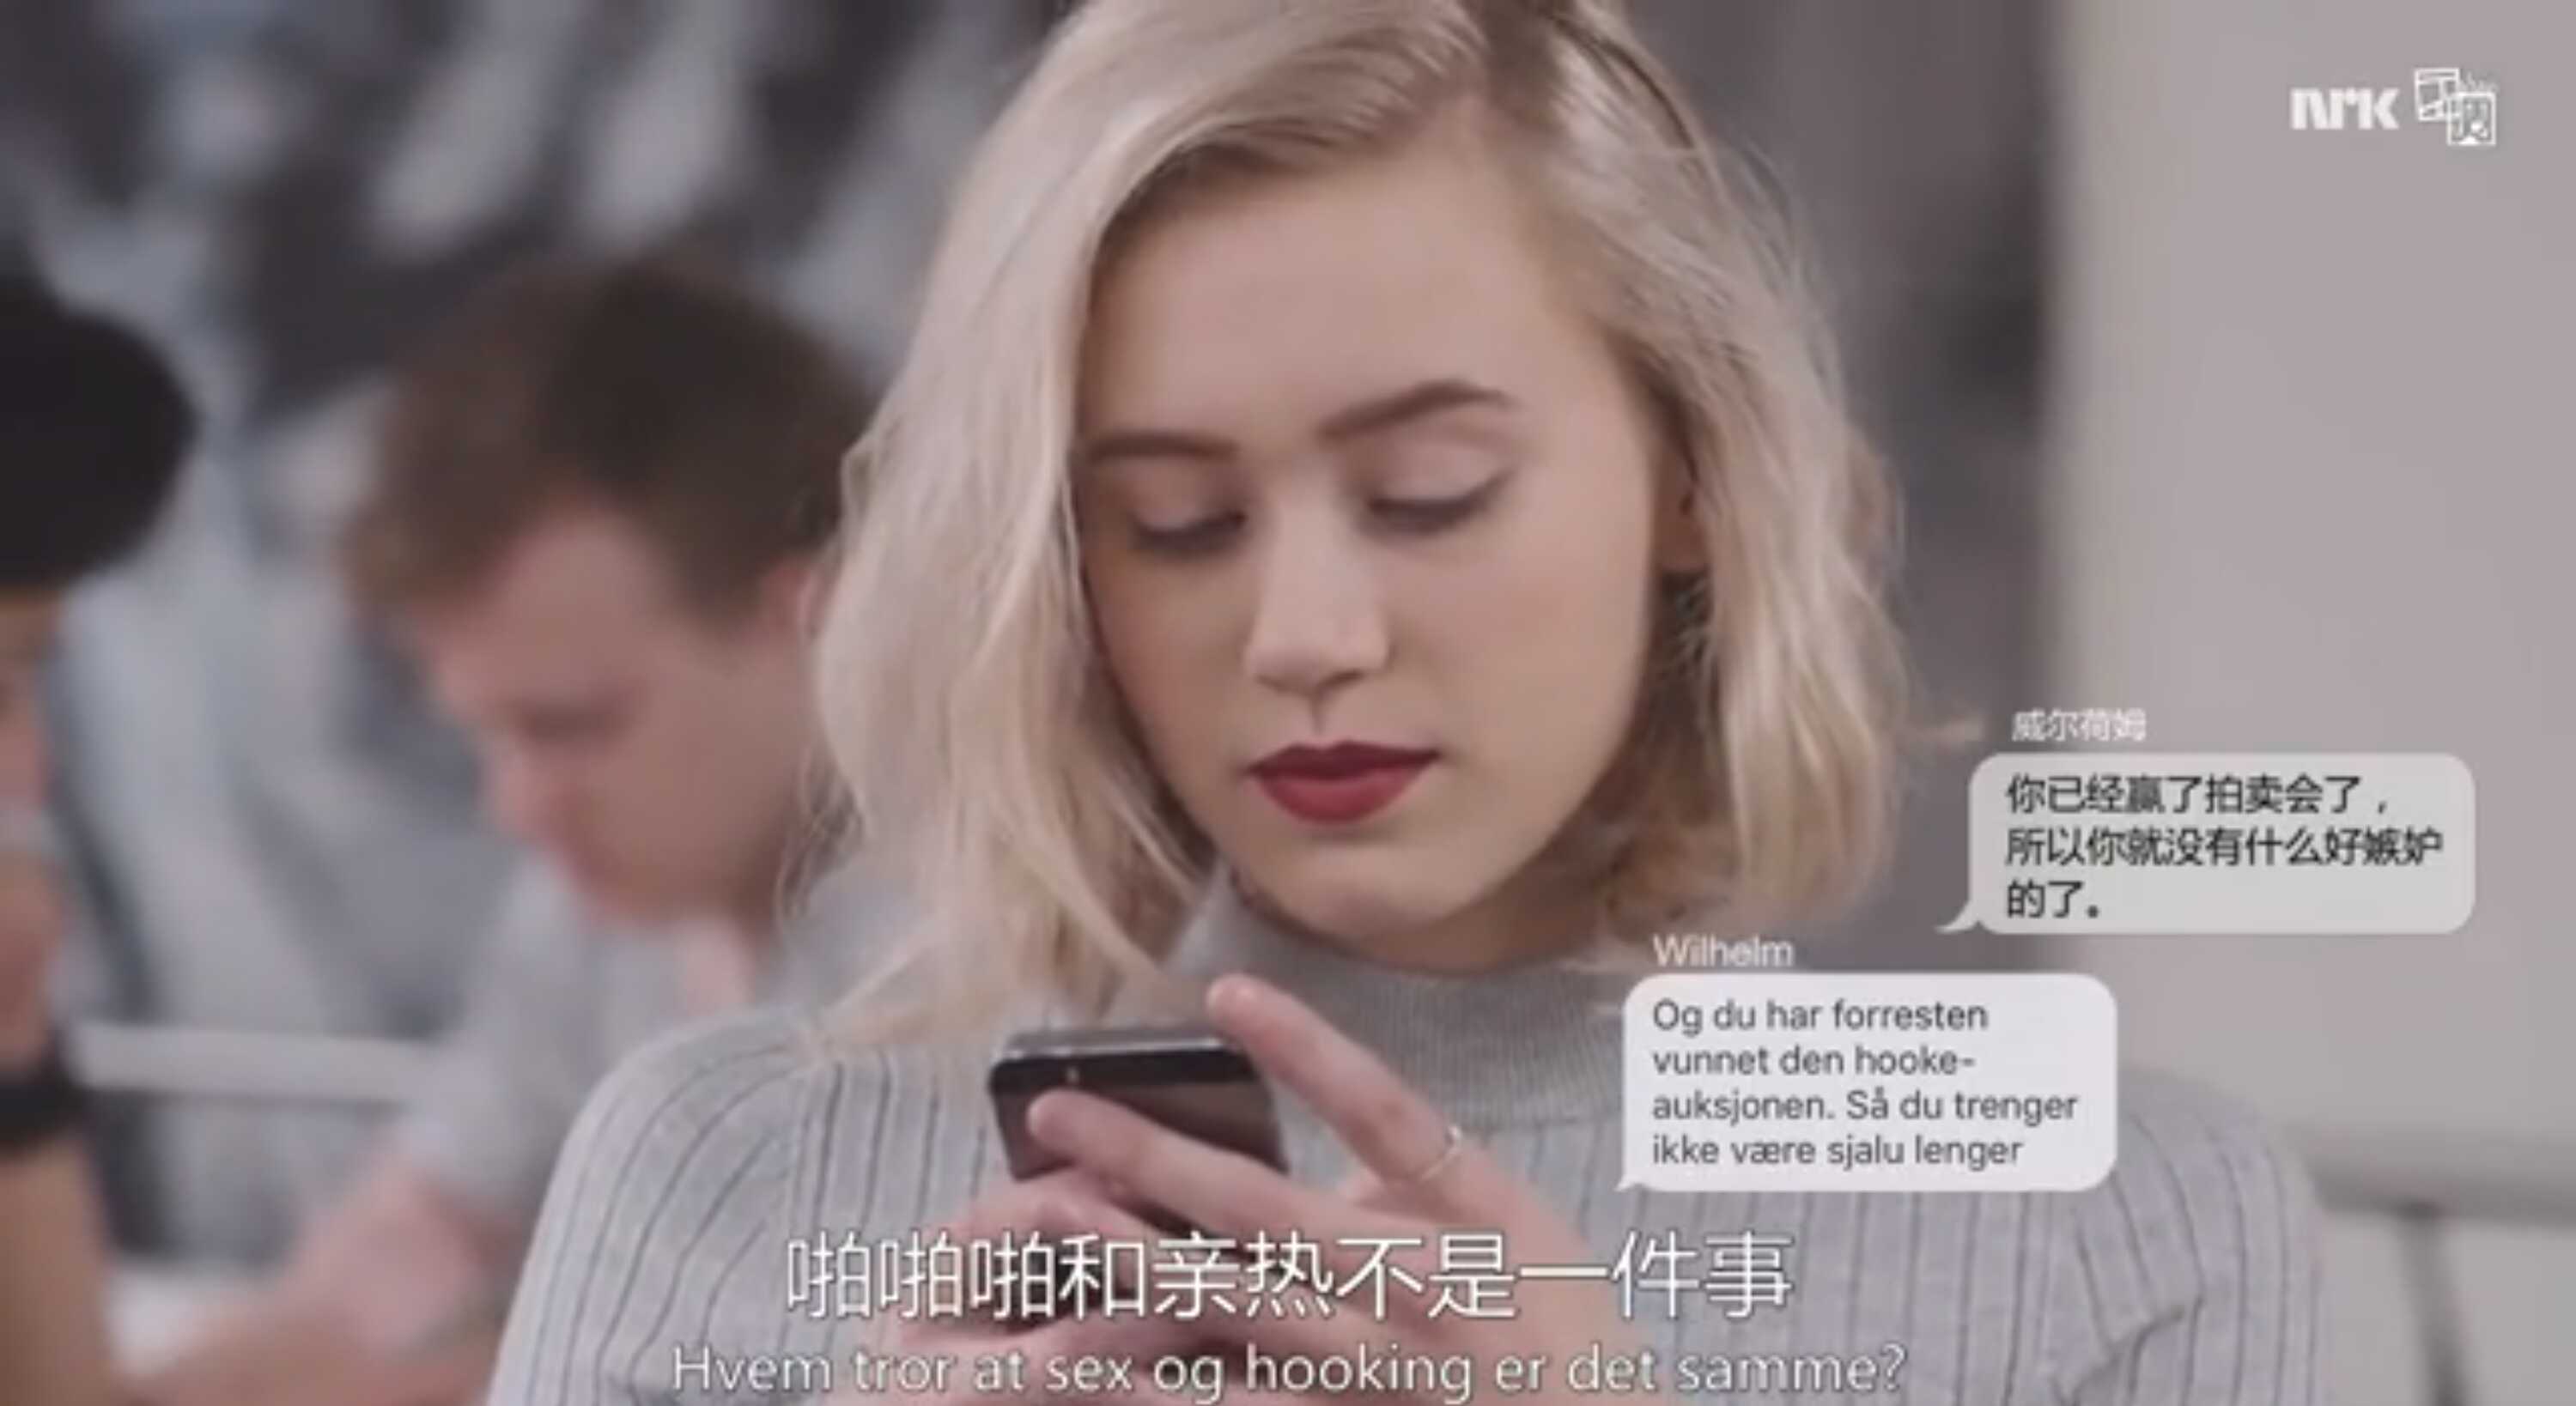 NRK
威尔荷姆
你已经赢了拍卖会了，
所以你就没有什么好嫉妒
的了。
Wilhelm
Og du har forresten
vunnet den hooke-
auksjonen. Så du trenger
ikke være sjalu lenger
啪啪啪和亲热不是一件事
Hvem tror at sex og hooking er det samme?